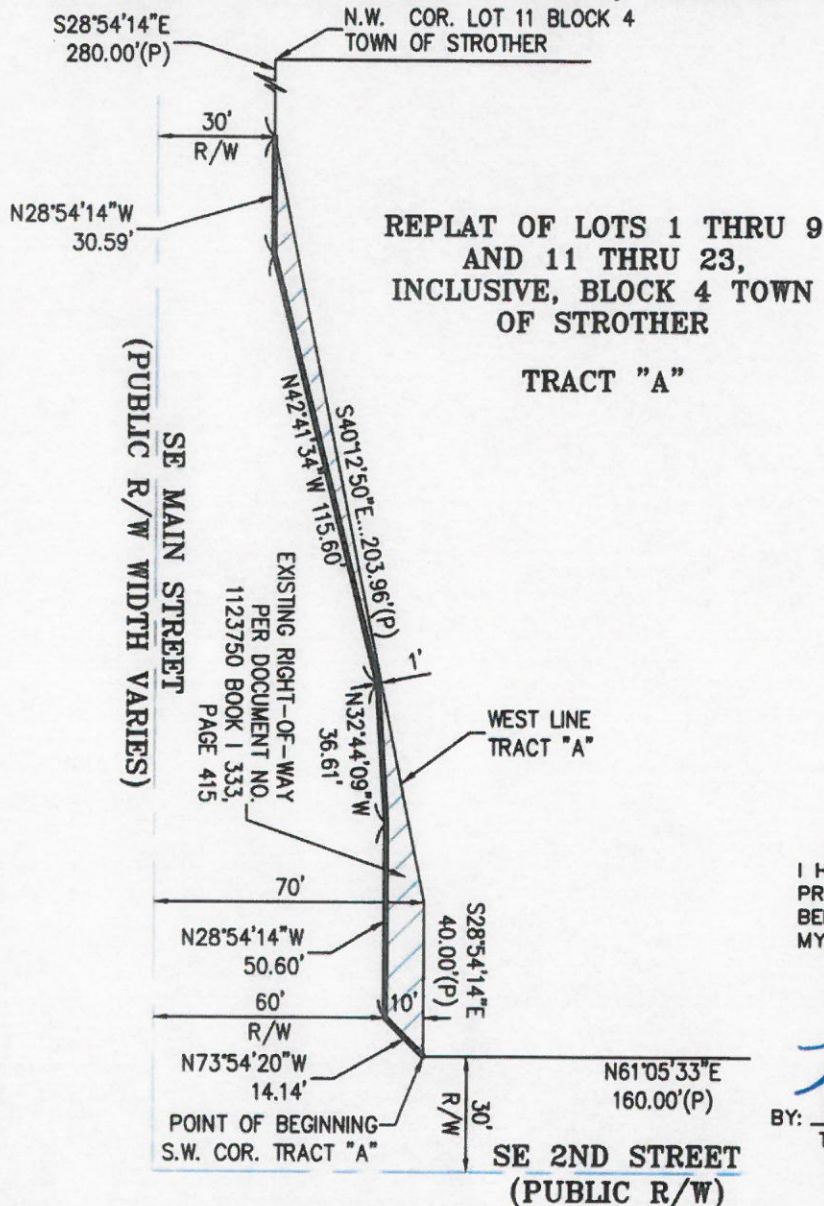 S28°54'14"E
280.00'(P)
N.W. COR. LOT 11 BLOCK 4
TOWN OF STROTHER
30'
R/W
N28°54'14"W
30.59'
REPLAT OF LOTS 1 THRU 9
AND 11 THRU 23,
INCLUSIVE, BLOCK 4 TOWN
OF STROTHER
TRACT "A"
SE MAIN STREET
(PUBLIC R/W WIDTH VARIES)
N42°41'34"W 115.60'
S40°12'50"E....203.96'(P)
EXISTING RIGHT-OF-WAY
PER DOCUMENT NO.
1123750 BOOK I 333,
PAGE 415
1'
N32°44'09"W
36.61'
WEST LINE
TRACT "A"
70'
S28°54'14"E
40.00'(P)
N28°54'14"W
50.60'
60'
R/W
10'
N73°54'20"W
14.14'
N61°05'33"E
160.00'(P)
30'
R/W
POINT OF BEGINNING
S.W. COR. TRACT "A"
SE 2ND STREET
(PUBLIC R/W)
I H
PR
BE
MY
BY:
T